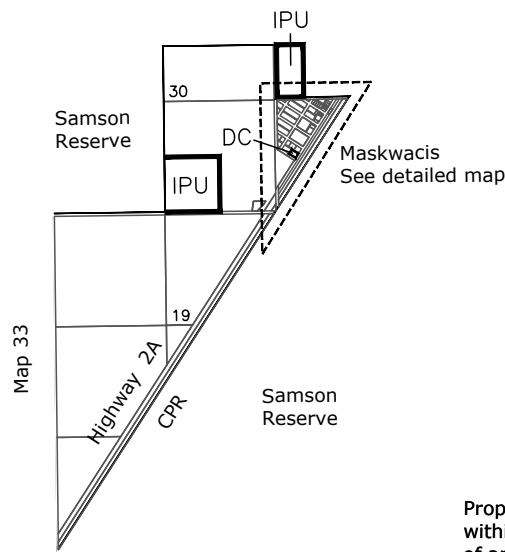 IPU
30
Samson
Reserve
DC
Maskwacis
See detailed map
IPU
19
Map 33
Highway 2A
CPR
Samson
Reserve
Prop
withi